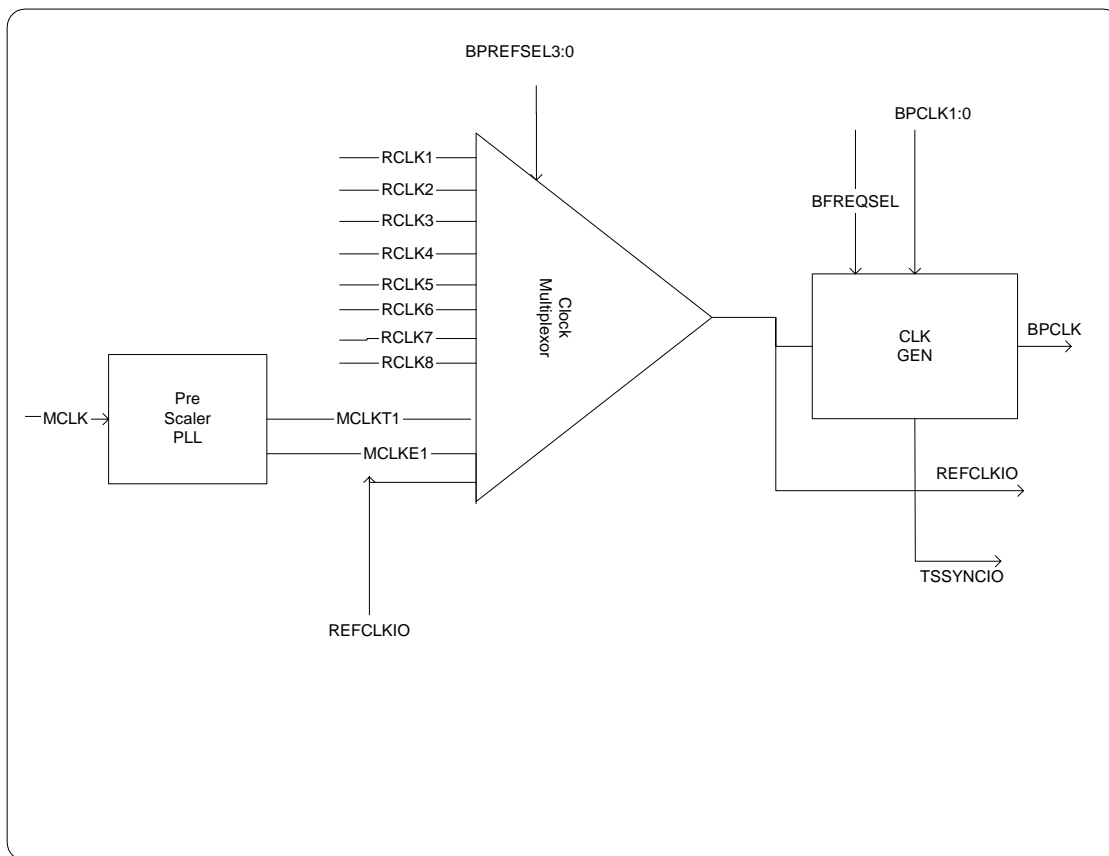 BPREFSEL3:0
BPCLK1:0
RCLK1
RCLK2
BFREQSEL
RCLK3
RCLK4
RCLK5
RCLK6
RCLK7
RCLK8
Clock
Multiplexor
CLK
GEN
BPCLK
Pre
Scaler
PLL
MCLK
MCLKT1
MCLKE1
REFCLKIO
TSSYNCIO
REFCLKIO